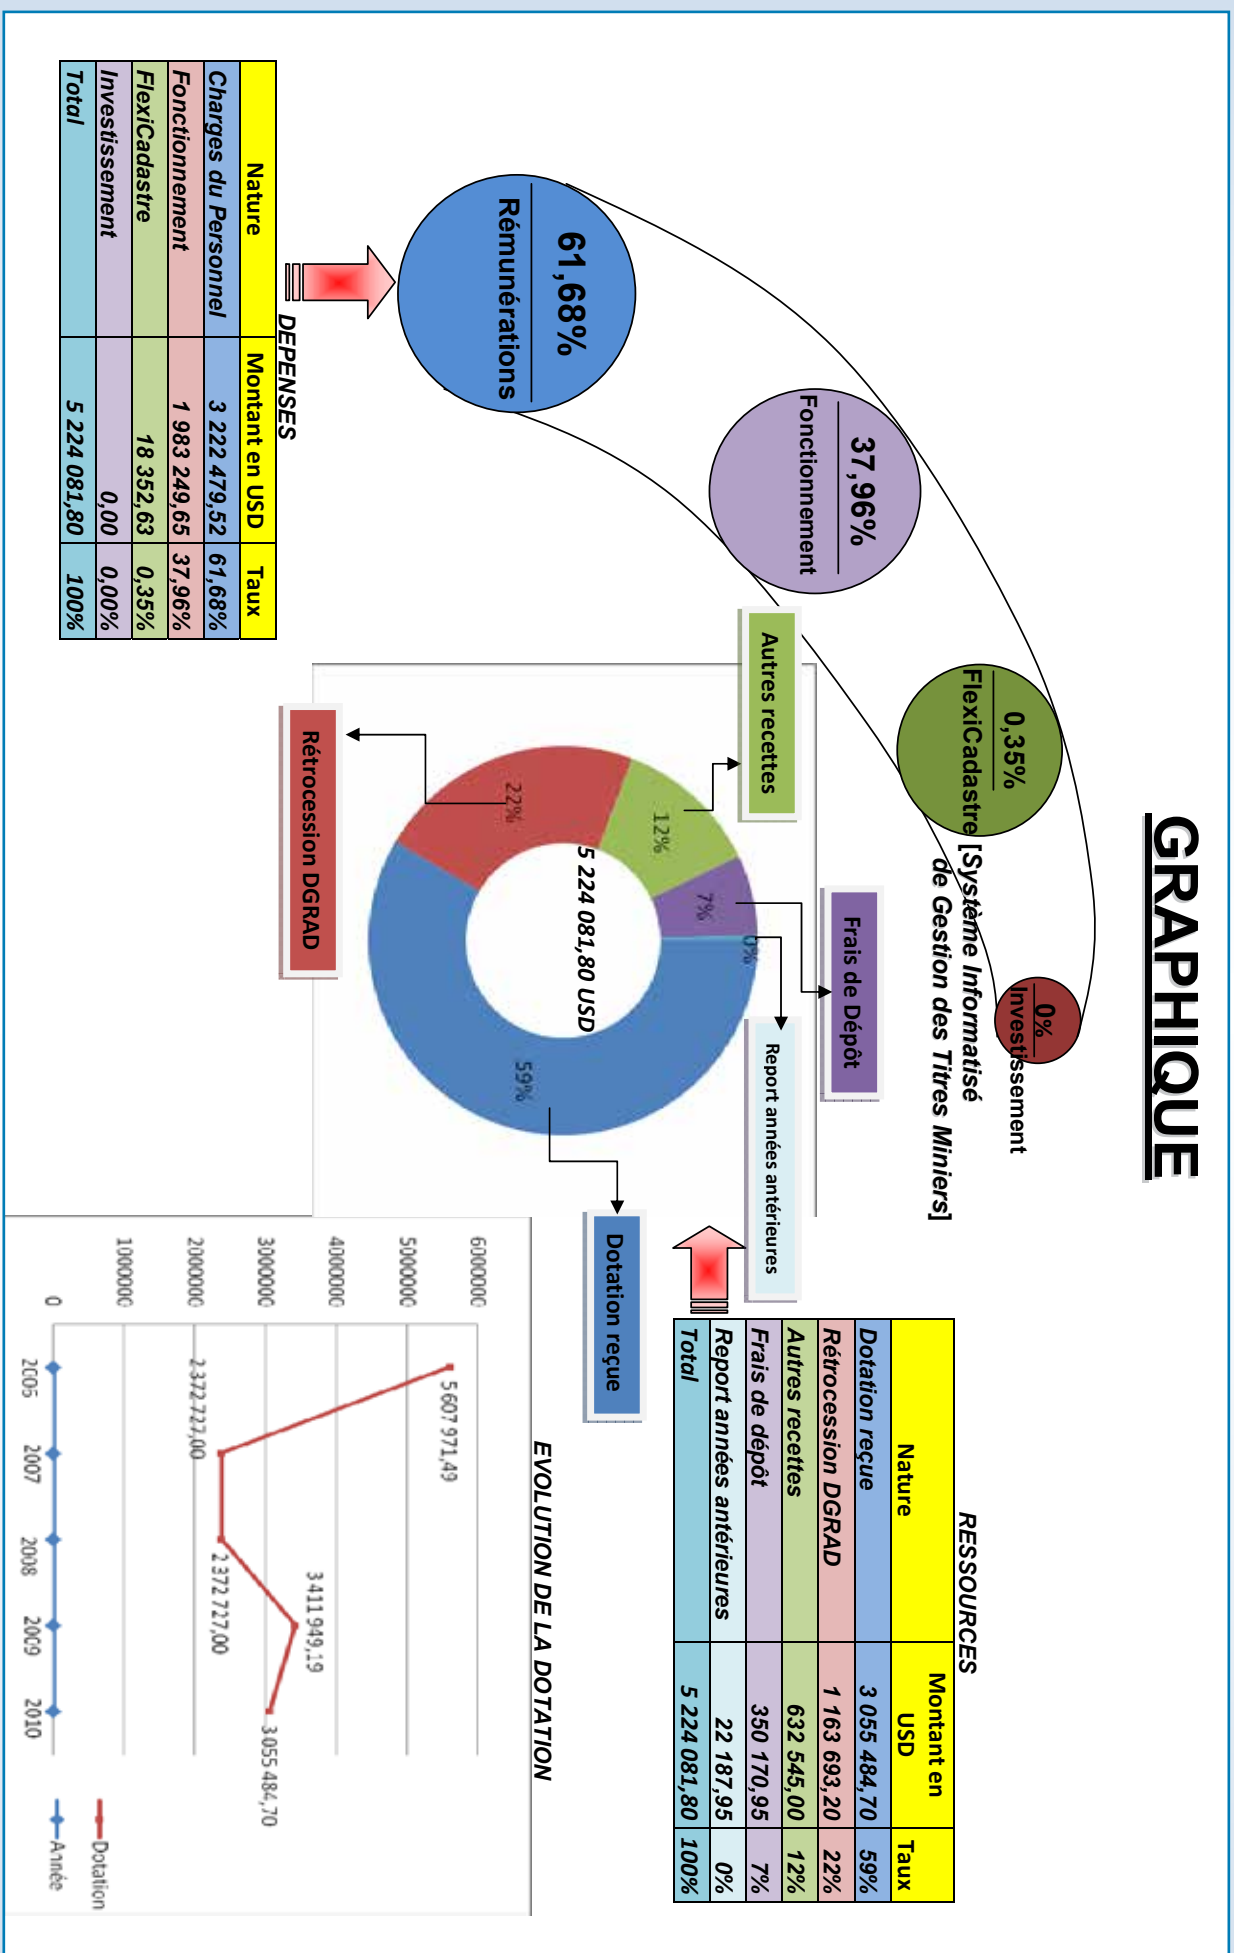 GRAPHIQUE
0%
Investissement
0,35%
FlexiCadastre [Système Informatisé
de Gestion des Titres Miniers]
37,96%
Fonctionnement
61,68%
Rémunérations
DEPENSES
Nature Montant en USD Taux
Charges du Personnel 3 222 479,52 61,68%
Fonctionnement 1 983 249,65 37,96%
FlexiCadastre 18 352,63 0,35%
Investissement 0,00 0,00%
Total 5 224 081,80 100%
Frais de Dépôt
Autres recettes
Report années antérieures
0%
7%
12%
5 224 081,80 USD
22%
59%
Dotation reçue
Rétrocession DGRAD
RESSOURCES
Nature Montant en
USD Taux
Dotation reçue 3 055 484,70 59%
Rétrocession DGRAD 1 163 693,20 22%
Autres recettes 632 545,00 12%
Frais de dépôt 350 170,95 7%
Report années antérieures 22 187,95 0%
Total 5 224 081,80 100%
EVOLUTION DE LA DOTATION
6000000
5000000
4000000
3000000
2000000
1000000
0
5 607 971,49
2 372 727,00
2 372 727,00
3 411 949,19
3 055 484,70
2006 2007 2008 2009 2010
Dotation
Année